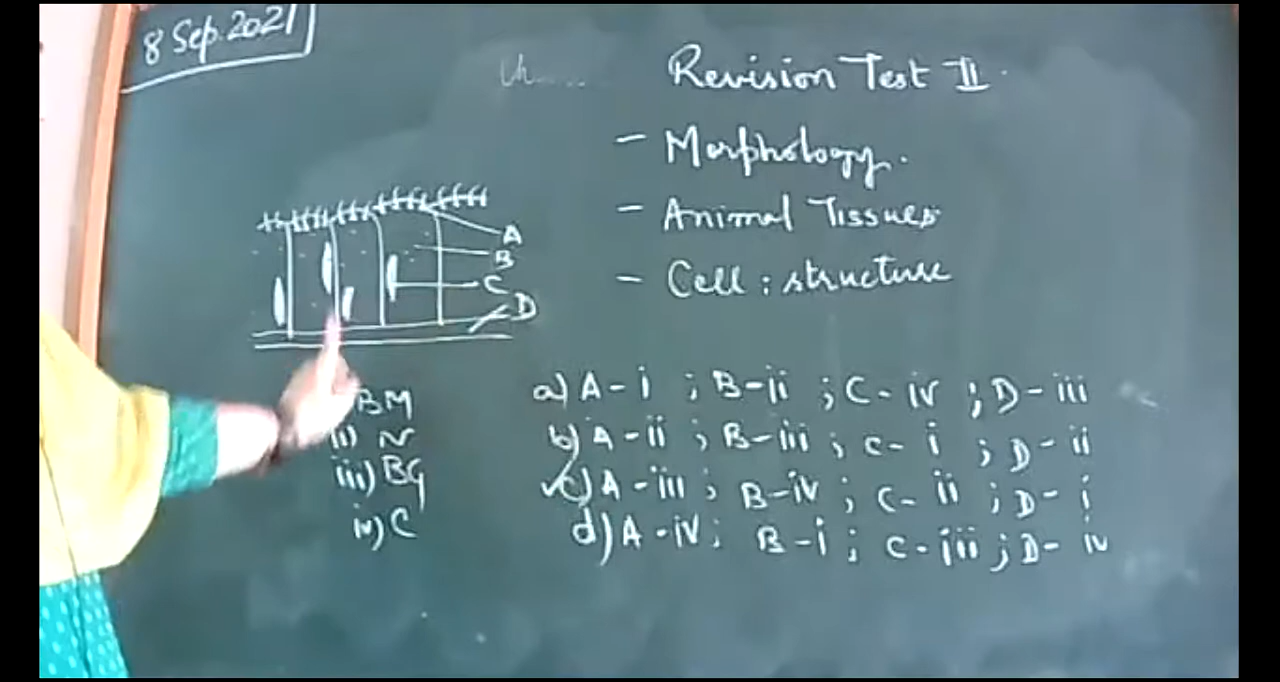 8 Sep. 2021
Revision Test II.
- Morphology.
- Animal Tissues
- Cell : structure
A
B
C
D
BM
ii) N
iii) BG
iv) C
a) A - i ; B - ii ; C - iv ; D - iii
b) A - ii ; B - iii ; C - i ; D - ii
✓c) A - iii ; B - iv ; C - ii ; D - i
d) A - iv ; B - i ; C - iii ; D - iv